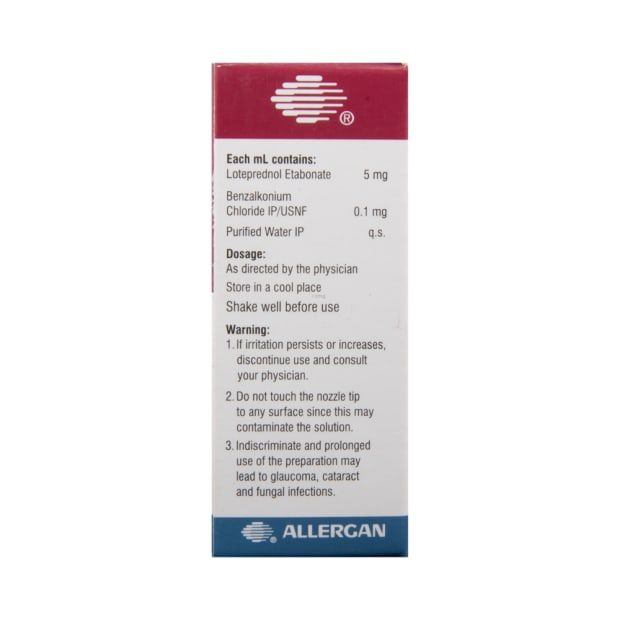 ®
Each mL contains:
Loteprednol Etabonate 5 mg
Benzalkonium
Chloride IP/USNF 0.1 mg
Purified Water IP q.s.
Dosage:
As directed by the physician
Store in a cool place
Shake well before use
Warning:
1. If irritation persists or increases,
discontinue use and consult
your physician.
2. Do not touch the nozzle tip
to any surface since this may
contaminate the solution.
3. Indiscriminate and prolonged
use of the preparation may
lead to glaucoma, cataract
and fungal infections.
® ALLERGAN